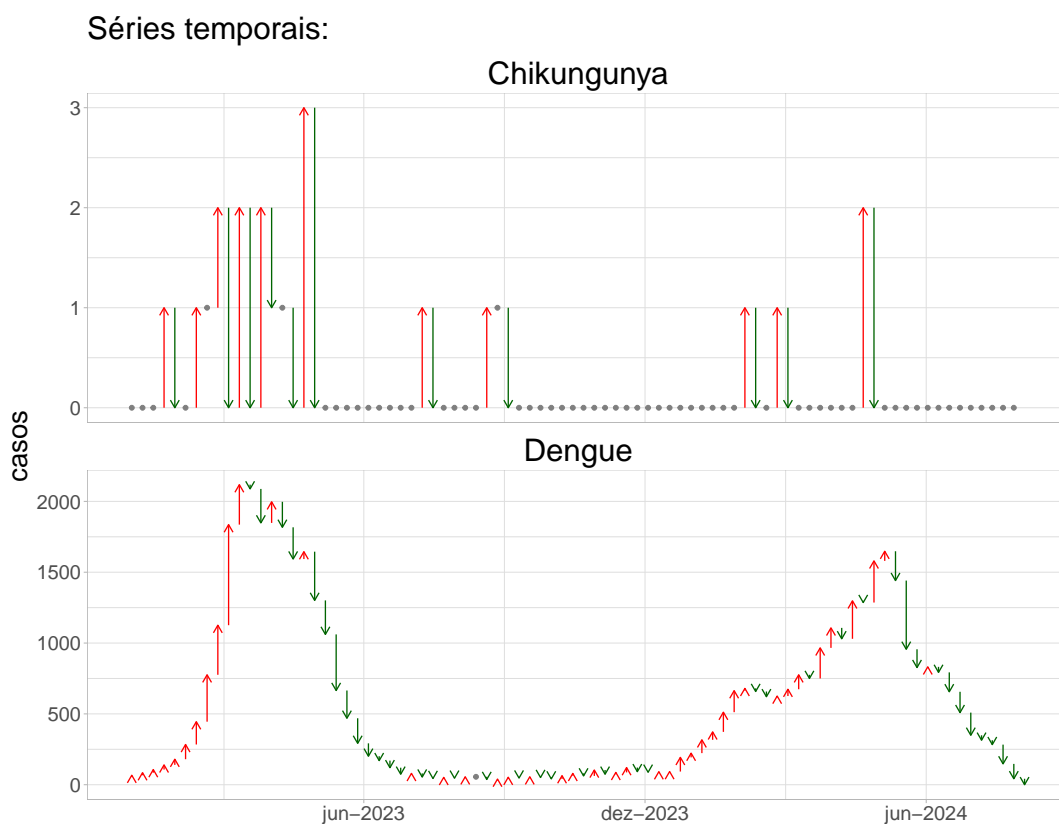 Séries temporais:
Chikungunya
3
2
1
0
casos
Dengue
2000
1500
1000
500
0
jun−2023
dez−2023
jun−2024